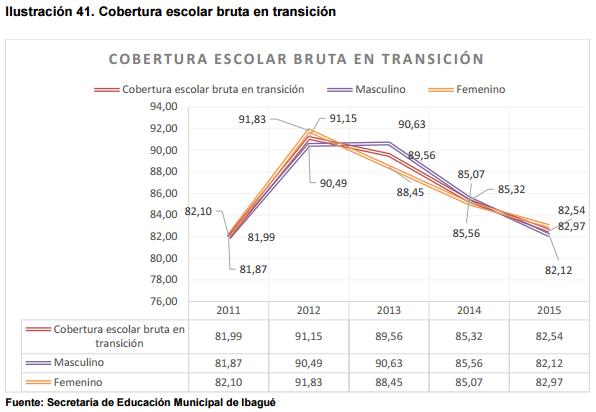 Ilustración 41. Cobertura escolar bruta en transición
COBERTURA ESCOLAR BRUTA EN TRANSICIÓN
Cobertura escolar bruta en transición Masculino Femenino
94,00
92,00
90,00
88,00
86,00
84,00
82,00
80,00
78,00
76,00
91,83 91,15
90,63
89,56
90,49
88,45
85,07
85,32
85,56
82,10
81,99
81,87
82,54
82,97
82,12
2011 2012 2013 2014 2015
Cobertura escolar bruta en
transición 81,99 91,15 89,56 85,32 82,54
Masculino 81,87 90,49 90,63 85,56 82,12
Femenino 82,10 91,83 88,45 85,07 82,97
Fuente: Secretaría de Educación Municipal de Ibagué